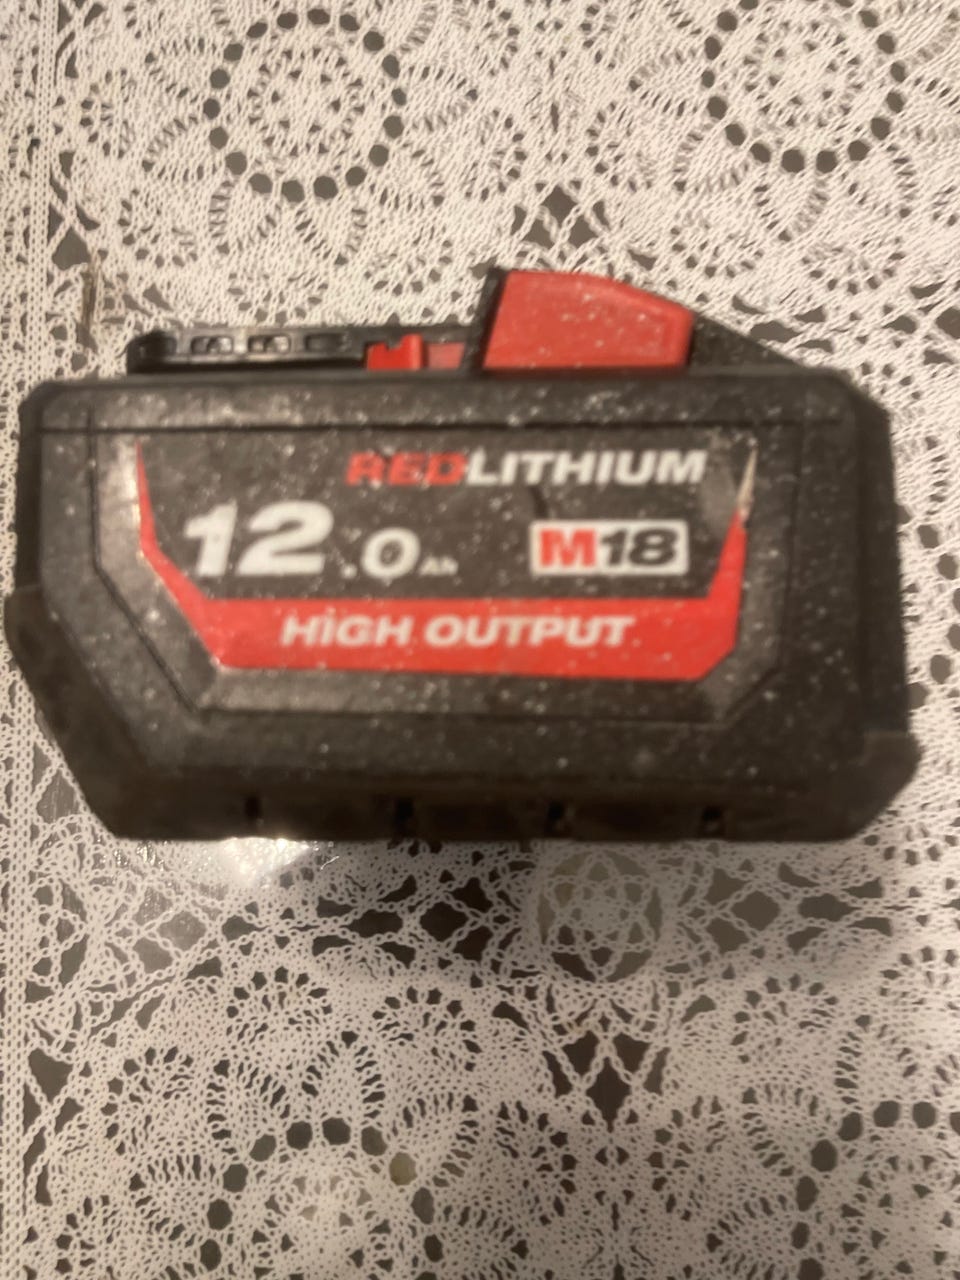 REDLITHIUM
12.0Ah
M18
HIGH OUTPUT